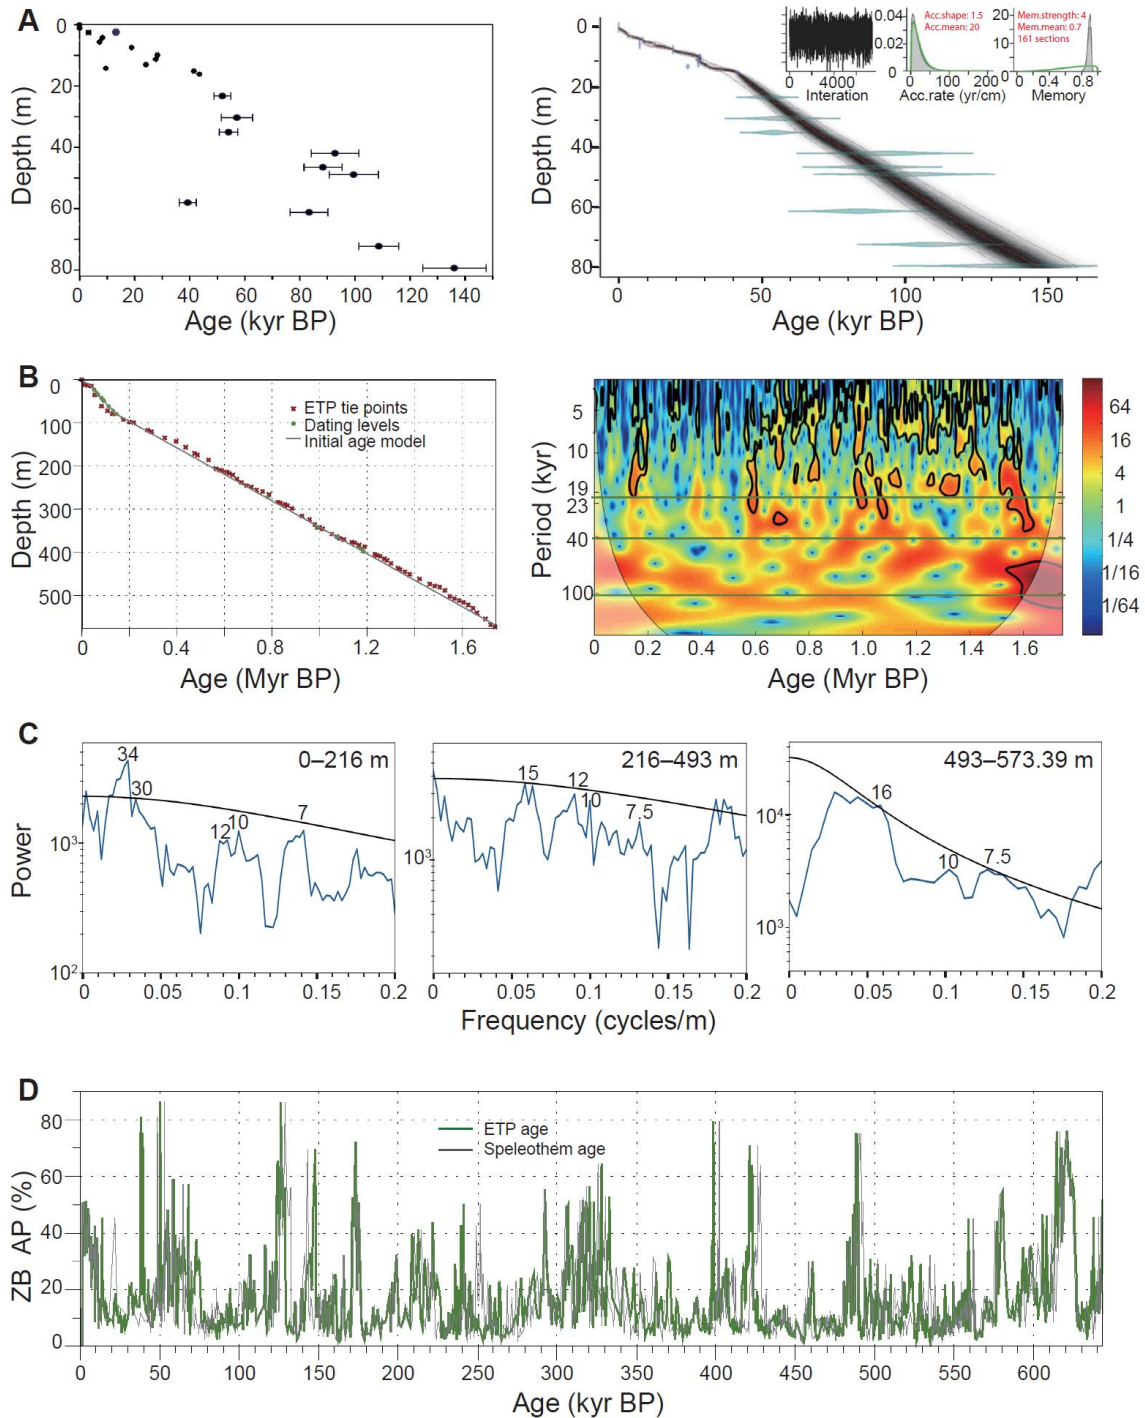 A
0
20
40
60
80
Depth (m)
0 20 40 60 80 100 120 140
Age (kyr BP)
0
20
40
60
80
Depth (m)
0 50 100 150
Age (kyr BP)
0 4000
Interation
0.04
0.02
0
Acc.shape: 1.5
Acc.mean: 20
0 100 200
Acc.rate (yr/cm)
20
10
0
Mem.strength: 4
Mem.mean: 0.7
161 sections
0 0.4 0.8
Memory
B
0
100
200
300
400
500
Depth (m)
ETP tie points
Dating levels
Initial age model
0 0.4 0.8 1.2 1.6
Age (Myr BP)
5
10
19
23
40
100
Period (kyr)
0 0.2 0.4 0.6 0.8 1.0 1.2 1.4 1.6
Age (Myr BP)
64
16
4
1
1/4
1/16
1/64
C
Power
0–216 m
34
30
12
10
7
10³
10²
0 0.05 0.1 0.15 0.2
216–493 m
15
12
10
7.5
10³
0 0.05 0.1 0.15 0.2
493–573.39 m
16
10
7.5
10⁴
10³
0 0.05 0.1 0.15 0.2
Frequency (cycles/m)
D
80
60
40
20
0
ZB AP (%)
ETP age
Speleothem age
0 50 100 150 200 250 300 350 400 450 500 550 600
Age (kyr BP)